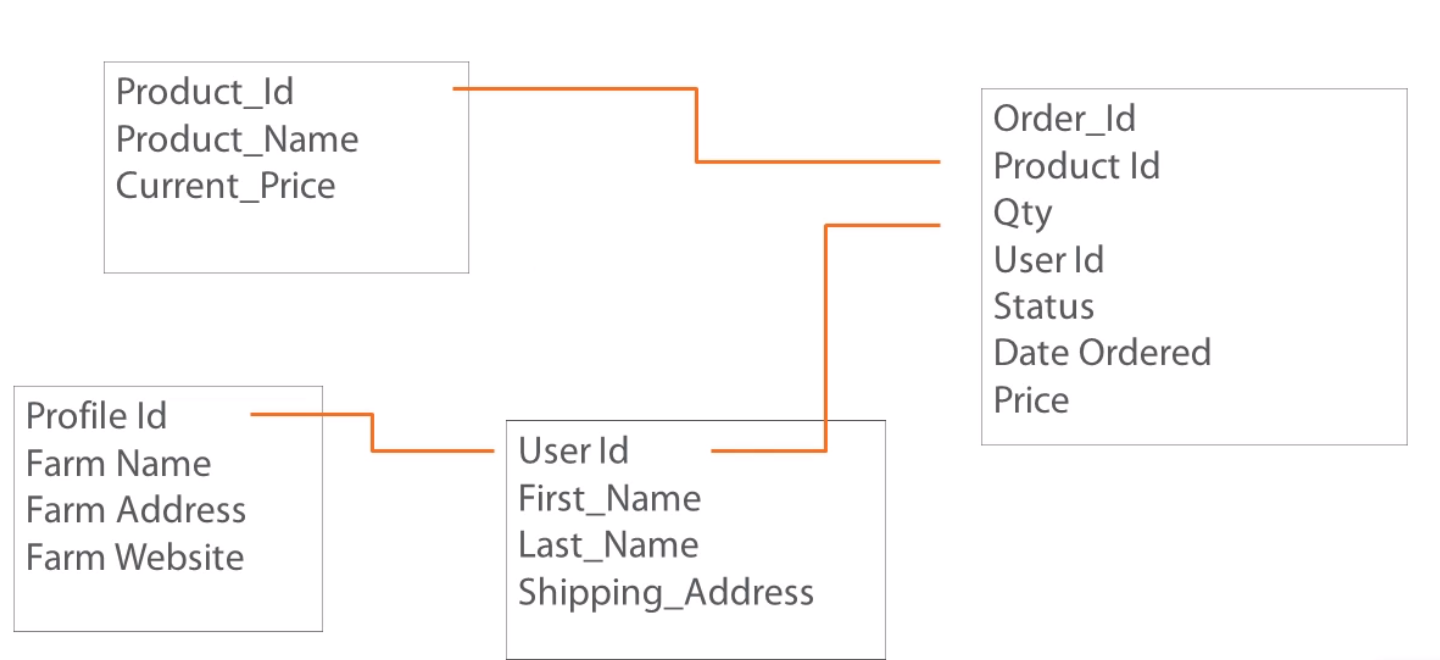 Product_Id
Product_Name
Current_Price
Order_Id
Product Id
Qty
User Id
Status
Date Ordered
Price
Profile Id
Farm Name
Farm Address
Farm Website
User Id
First_Name
Last_Name
Shipping_Address